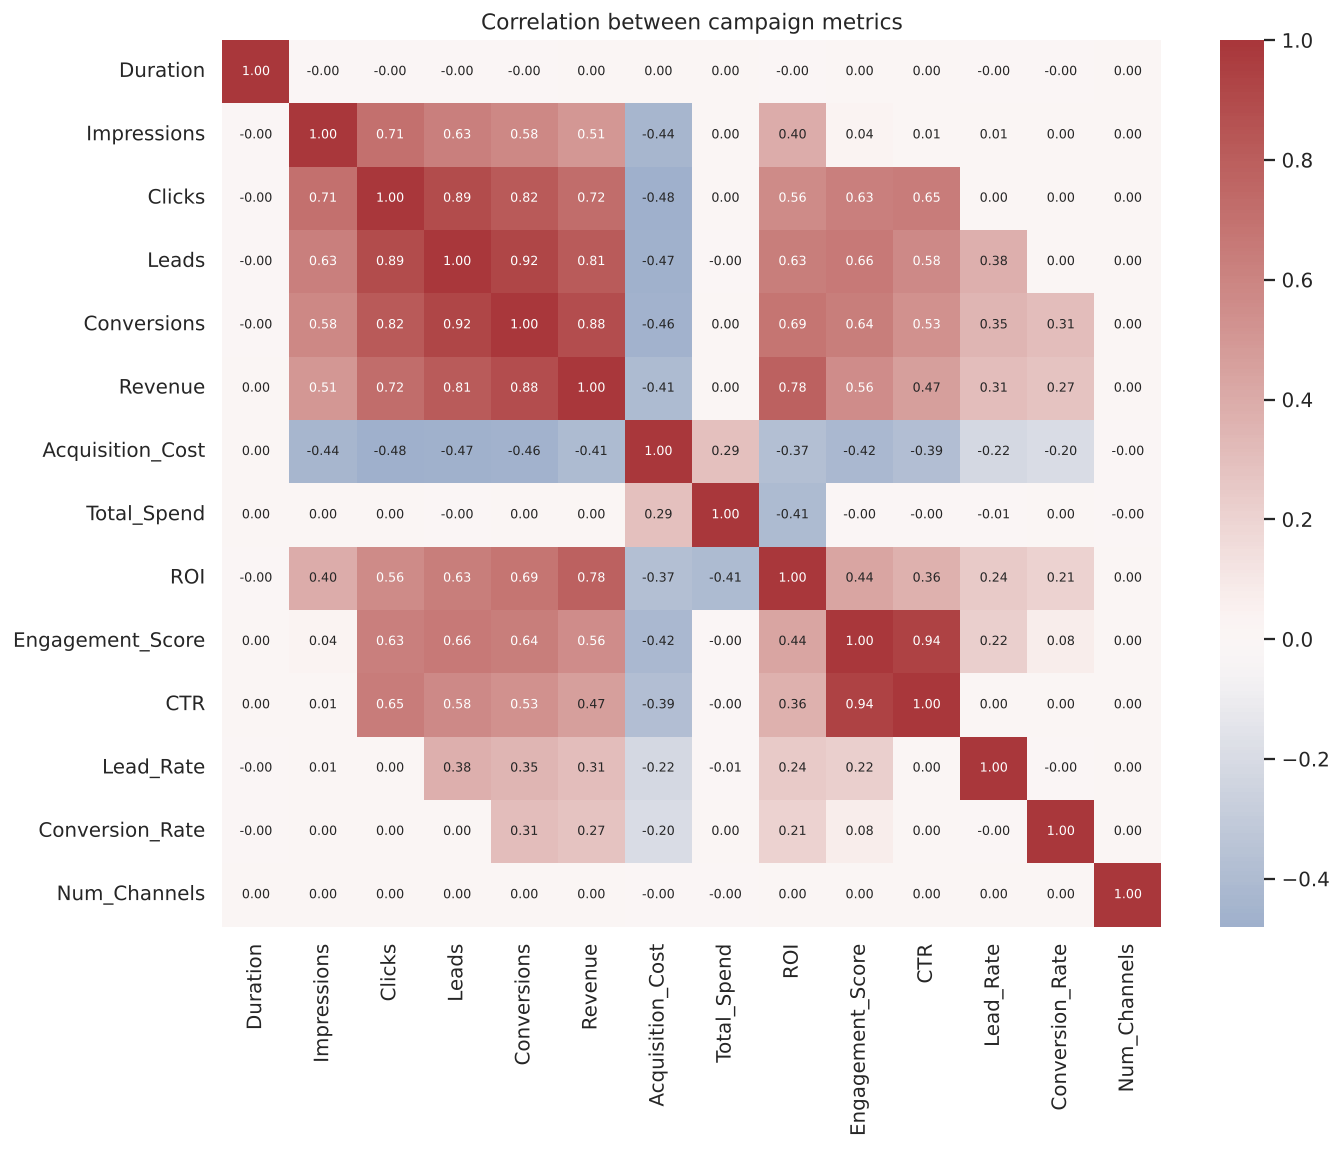 Correlation between campaign metrics
Duration 1.00 -0.00 -0.00 -0.00 -0.00 0.00 0.00 0.00 -0.00 0.00 0.00 -0.00 -0.00 0.00
Impressions -0.00 1.00 0.71 0.63 0.58 0.51 -0.44 0.00 0.40 0.04 0.01 0.01 0.00 0.00
Clicks -0.00 0.71 1.00 0.89 0.82 0.72 -0.48 0.00 0.56 0.63 0.65 0.00 0.00 0.00
Leads -0.00 0.63 0.89 1.00 0.92 0.81 -0.47 -0.00 0.63 0.66 0.58 0.38 0.00 0.00
Conversions -0.00 0.58 0.82 0.92 1.00 0.88 -0.46 0.00 0.69 0.64 0.53 0.35 0.31 0.00
Revenue 0.00 0.51 0.72 0.81 0.88 1.00 -0.41 0.00 0.78 0.56 0.47 0.31 0.27 0.00
Acquisition_Cost 0.00 -0.44 -0.48 -0.47 -0.46 -0.41 1.00 0.29 -0.37 -0.42 -0.39 -0.22 -0.20 -0.00
Total_Spend 0.00 0.00 0.00 -0.00 0.00 0.00 0.29 1.00 -0.41 -0.00 -0.00 -0.01 0.00 -0.00
ROI -0.00 0.40 0.56 0.63 0.69 0.78 -0.37 -0.41 1.00 0.44 0.36 0.24 0.21 0.00
Engagement_Score 0.00 0.04 0.63 0.66 0.64 0.56 -0.42 -0.00 0.44 1.00 0.94 0.22 0.08 0.00
CTR 0.00 0.01 0.65 0.58 0.53 0.47 -0.39 -0.00 0.36 0.94 1.00 0.00 0.00 0.00
Lead_Rate -0.00 0.01 0.00 0.38 0.35 0.31 -0.22 -0.01 0.24 0.22 0.00 1.00 -0.00 0.00
Conversion_Rate -0.00 0.00 0.00 0.00 0.31 0.27 -0.20 0.00 0.21 0.08 0.00 -0.00 1.00 0.00
Num_Channels 0.00 0.00 0.00 0.00 0.00 0.00 -0.00 -0.00 0.00 0.00 0.00 0.00 0.00 1.00
Duration
Impressions
Clicks
Leads
Conversions
Revenue
Acquisition_Cost
Total_Spend
ROI
Engagement_Score
CTR
Lead_Rate
Conversion_Rate
Num_Channels
1.0
0.8
0.6
0.4
0.2
0.0
−0.2
−0.4